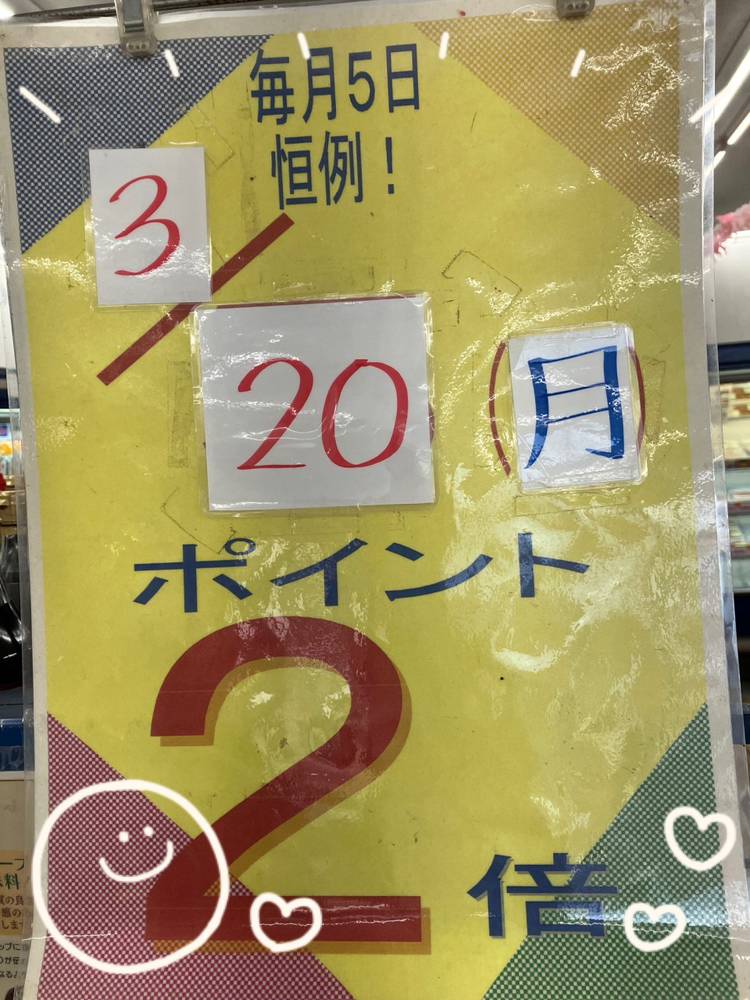 毎月5日
恒例！
3/
20(月)
ポイント
2倍